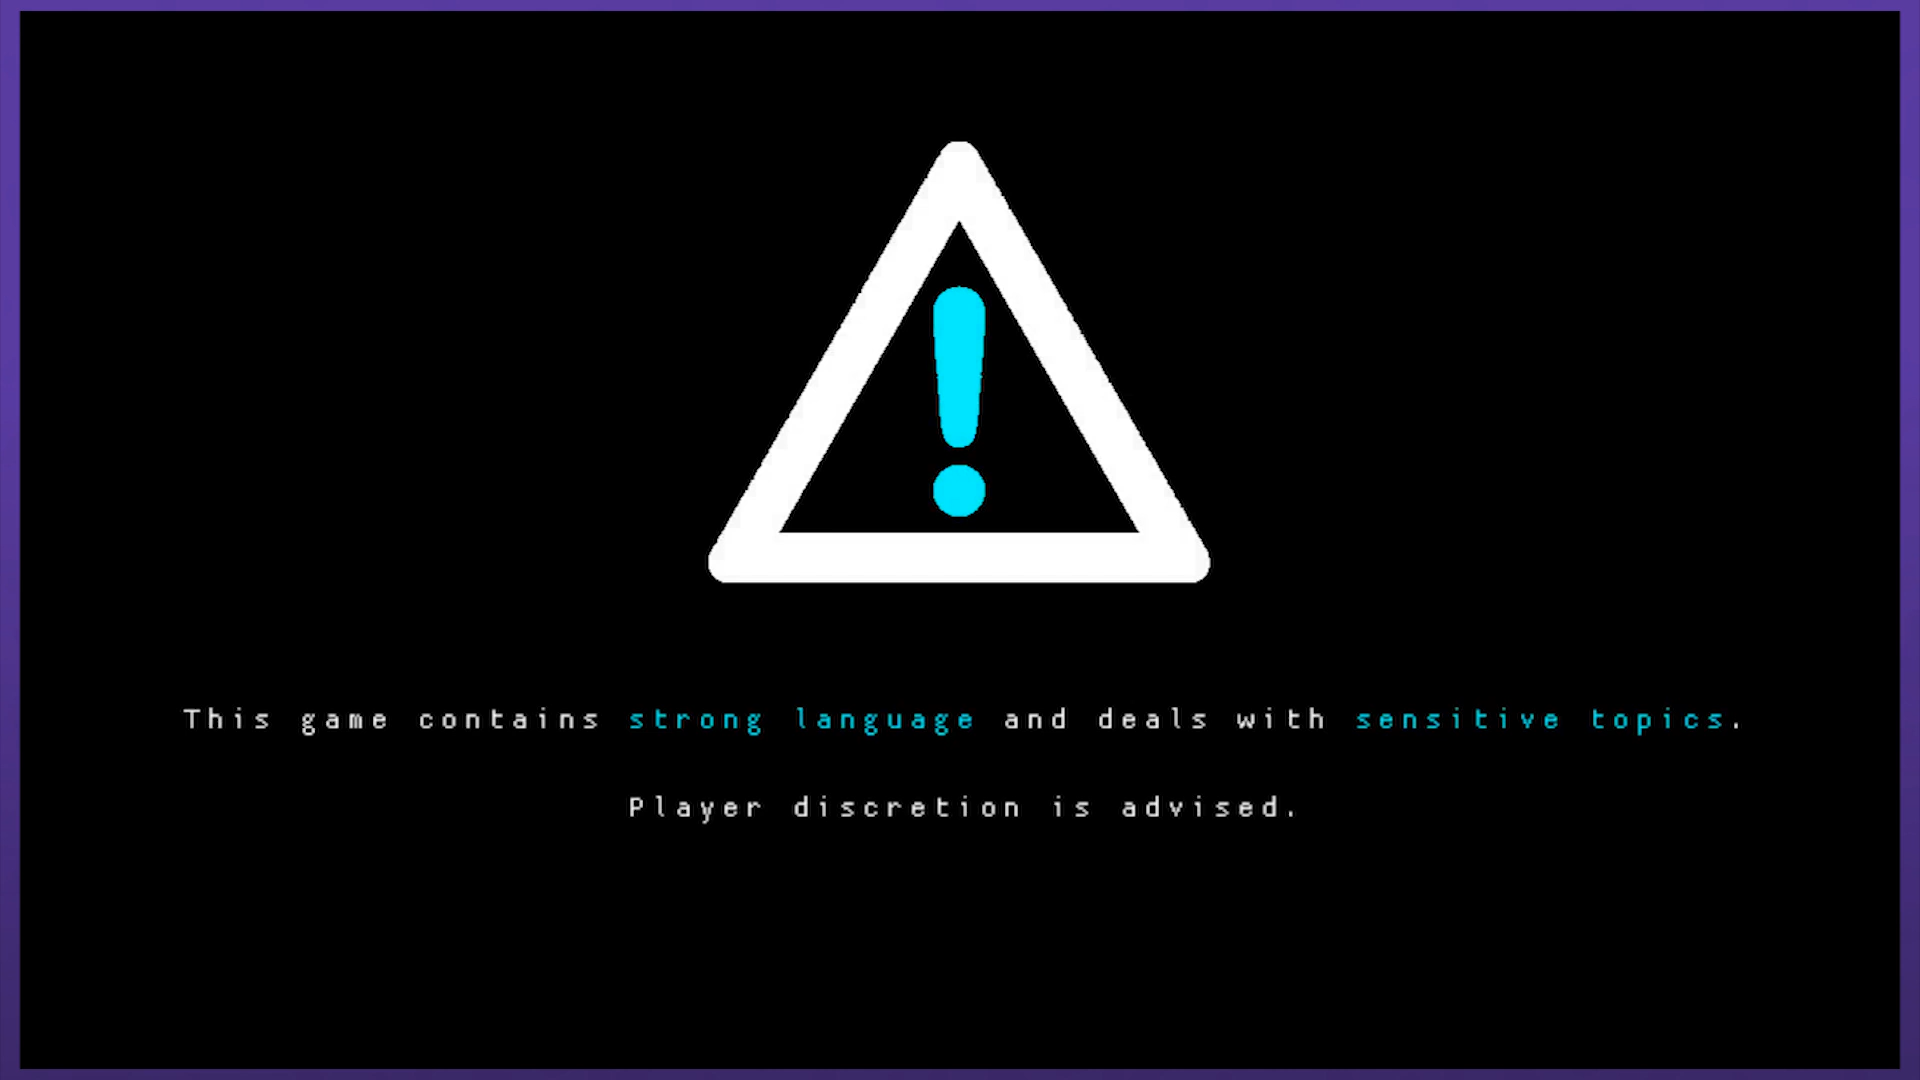 This game contains strong language and deals with sensitive topics.
Player discretion is advised.